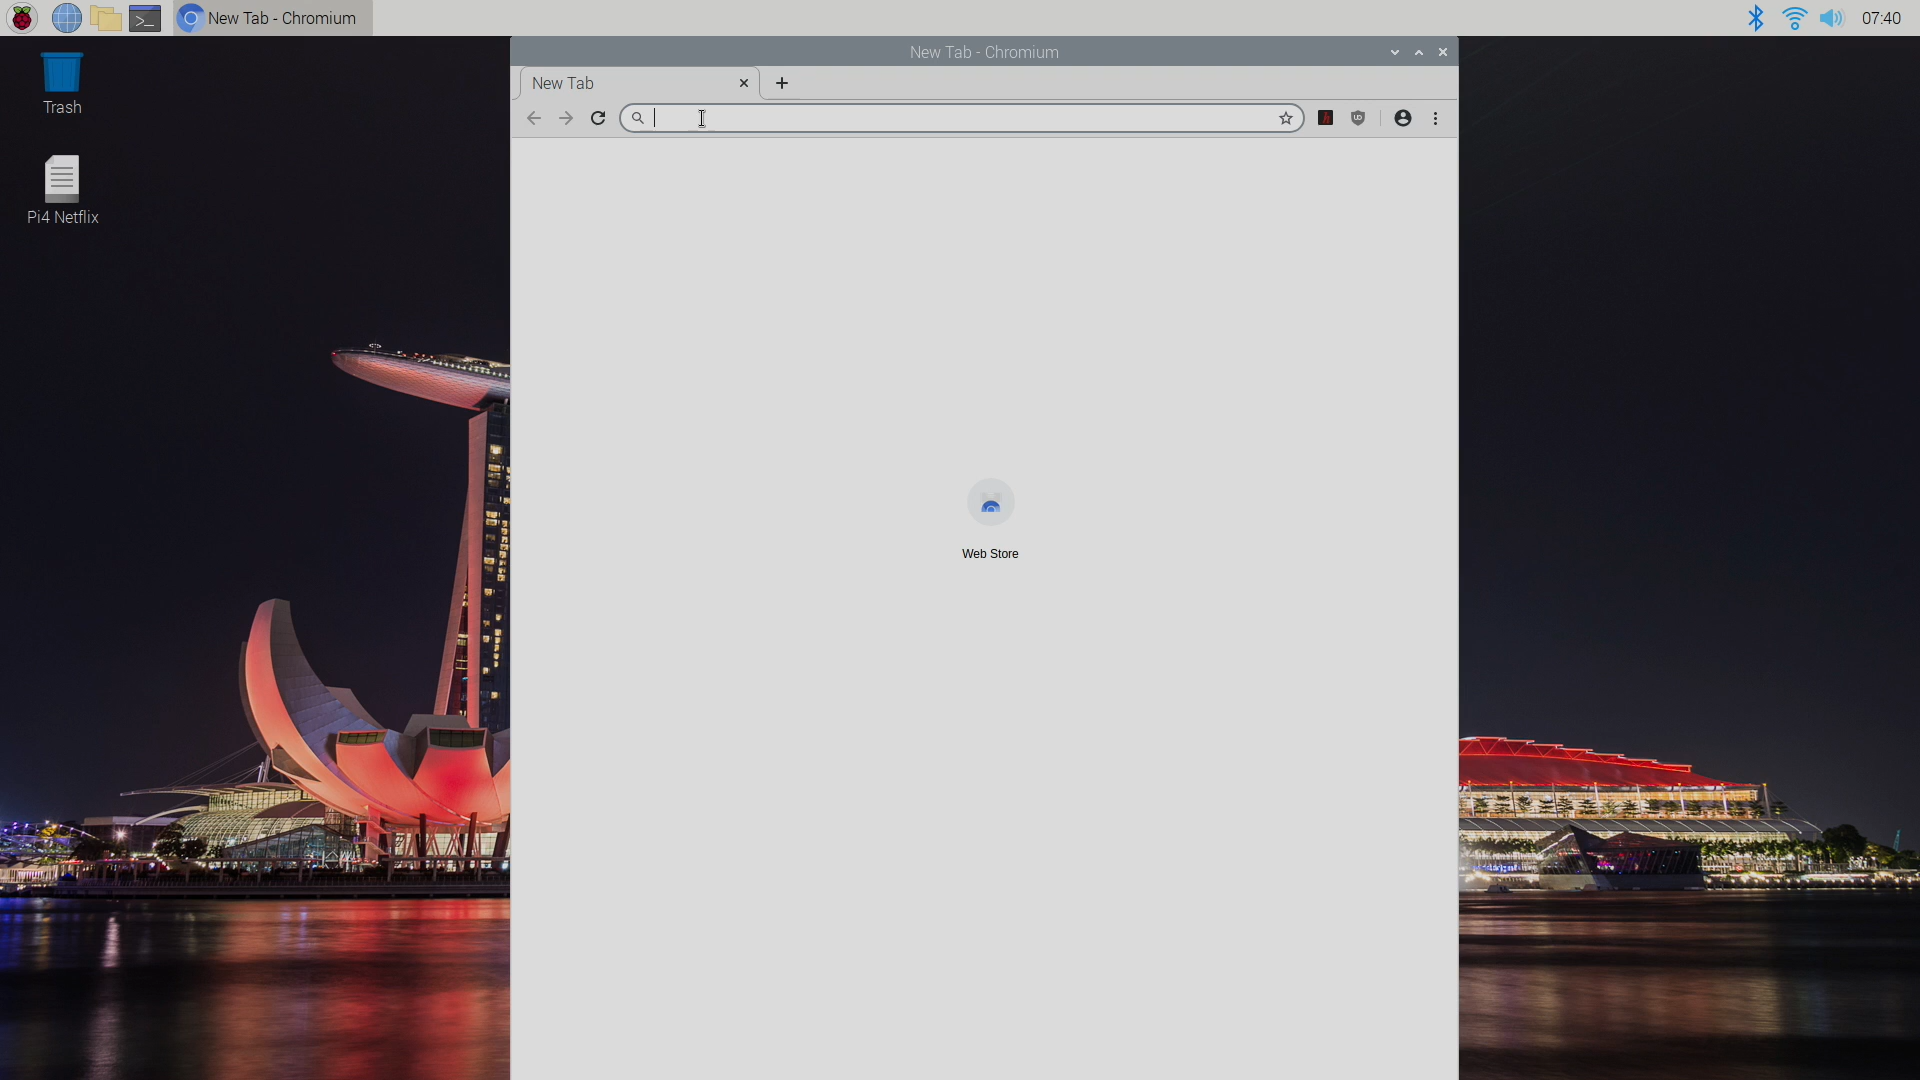 New Tab - Chromium
07:40
New Tab - Chromium
New Tab
Trash
Pi4 Netflix
Web Store